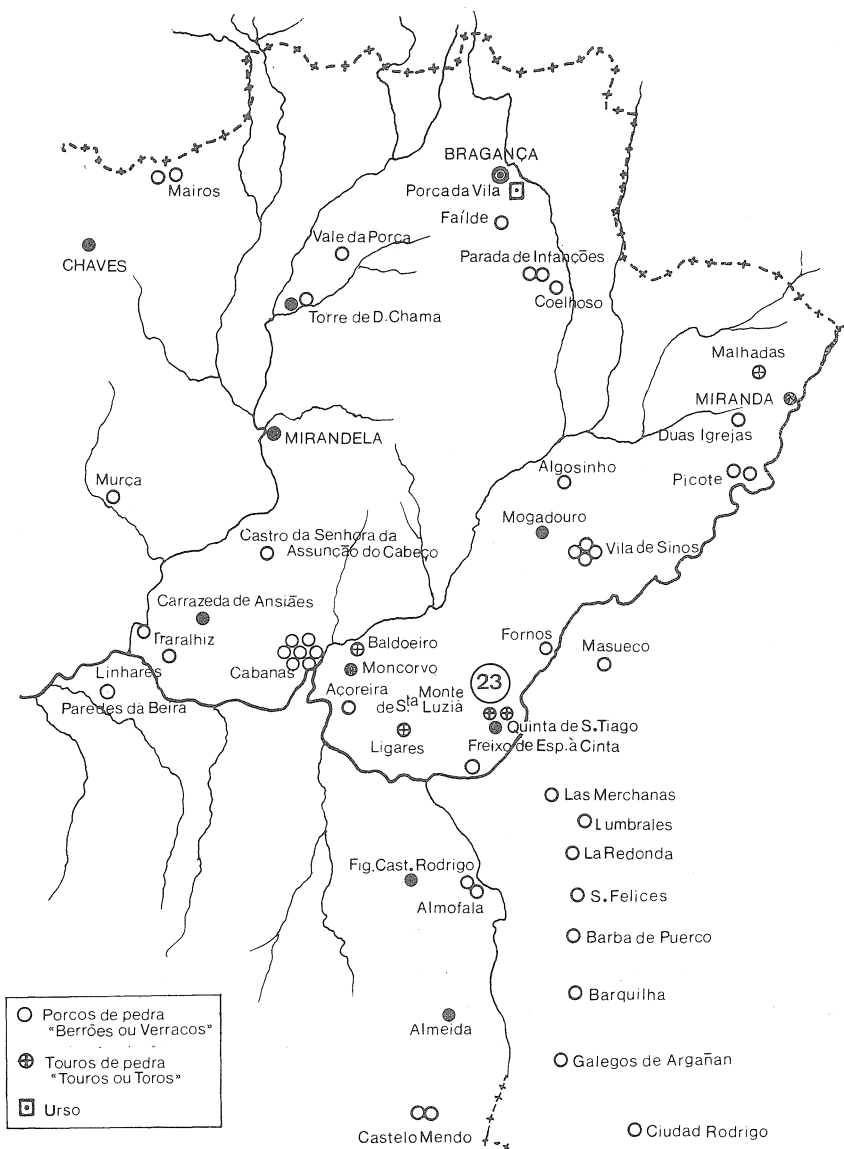 BRAGANÇA
Mairos
Porca da Vila
Faílde
CHAVES
Vale da Porca
Parada de Infanções
Coelhoso
Torre de D. Chama
Malhadas
MIRANDA
MIRANDELA
Duas Igrejas
Murça
Algosinho
Picote
Mogadouro
Castro da Senhora da
Assunção do Cabeço
Vila de Sinos
Carrazeda de Ansiães
Traralhiz
Baldoeiro
Fornos
Masueco
Cabanas
Moncorvo
Linhares
23
Paredes da Beira
Açoreira
Monte
de Sta Luzia
Ligares
Quinta de S. Tiago
Freixo de Esp. à Cinta
Las Merchanas
Lumbrales
La Redonda
Fig. Cast. Rodrigo
S. Felices
Almofala
Barba de Puerco
Barquilha
Almeida
Galegos de Argañan
Castelo Mendo
Ciudad Rodrigo
Porcos de pedra
"Berrões ou Verracos"
Touros de pedra
"Touros ou Toros"
Urso